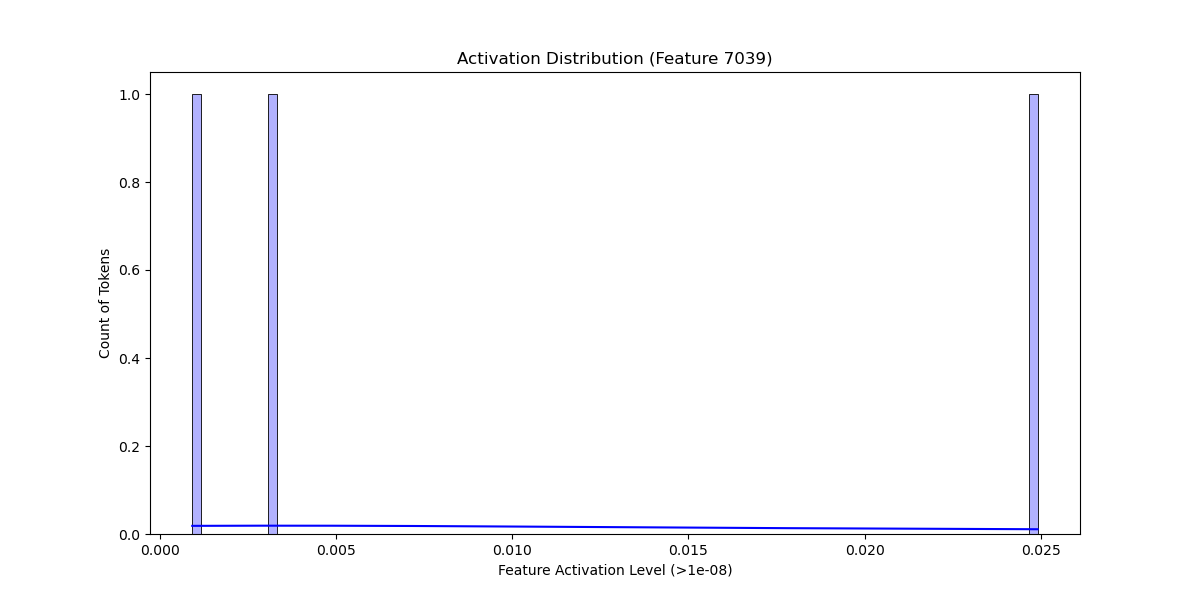 Activation Distribution (Feature 7039)
Count of Tokens
1.0
0.8
0.6
0.4
0.2
0.0
0.000 0.005 0.010 0.015 0.020 0.025
Feature Activation Level (>1e-08)